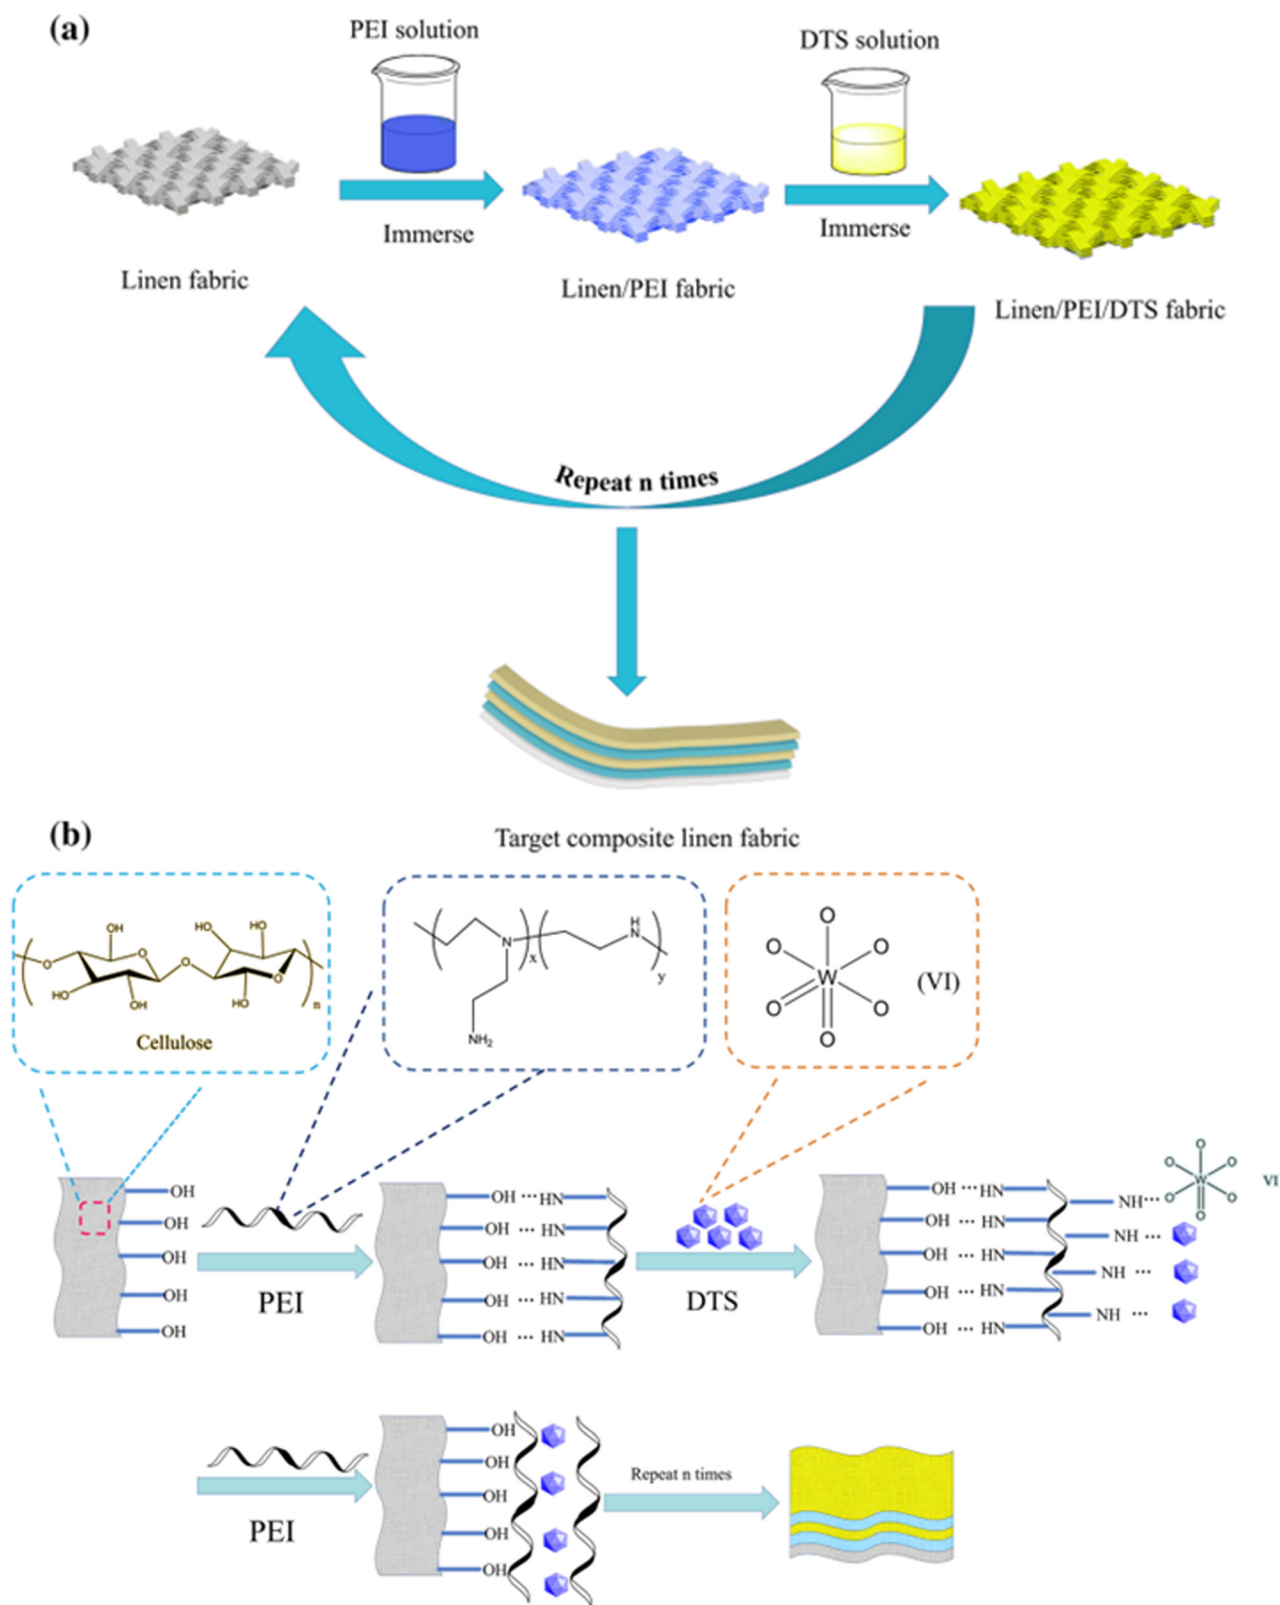 (a)
PEI solution
DTS solution
Immerse
Immerse
Linen fabric
Linen/PEI fabric
Linen/PEI/DTS fabric
Repeat n times
(b)
Target composite linen fabric
OH
O
HO
OH
O
HO
HO
OH
O
n
Cellulose
N
x
H
N
y
NH₂
O
O
O
W
O
O
O
(VI)
OH
OH
OH
OH
OH
PEI
OH ··· HN
OH ··· HN
OH ··· HN
OH ··· HN
OH ··· HN
DTS
OH ··· HN
OH ··· HN
OH ··· HN
OH ··· HN
OH ··· HN
NH···
NH ···
NH ···
NH ···
O
O
O
W
O
O
O
VI
PEI
OH
OH
OH
OH
OH
Repeat n times